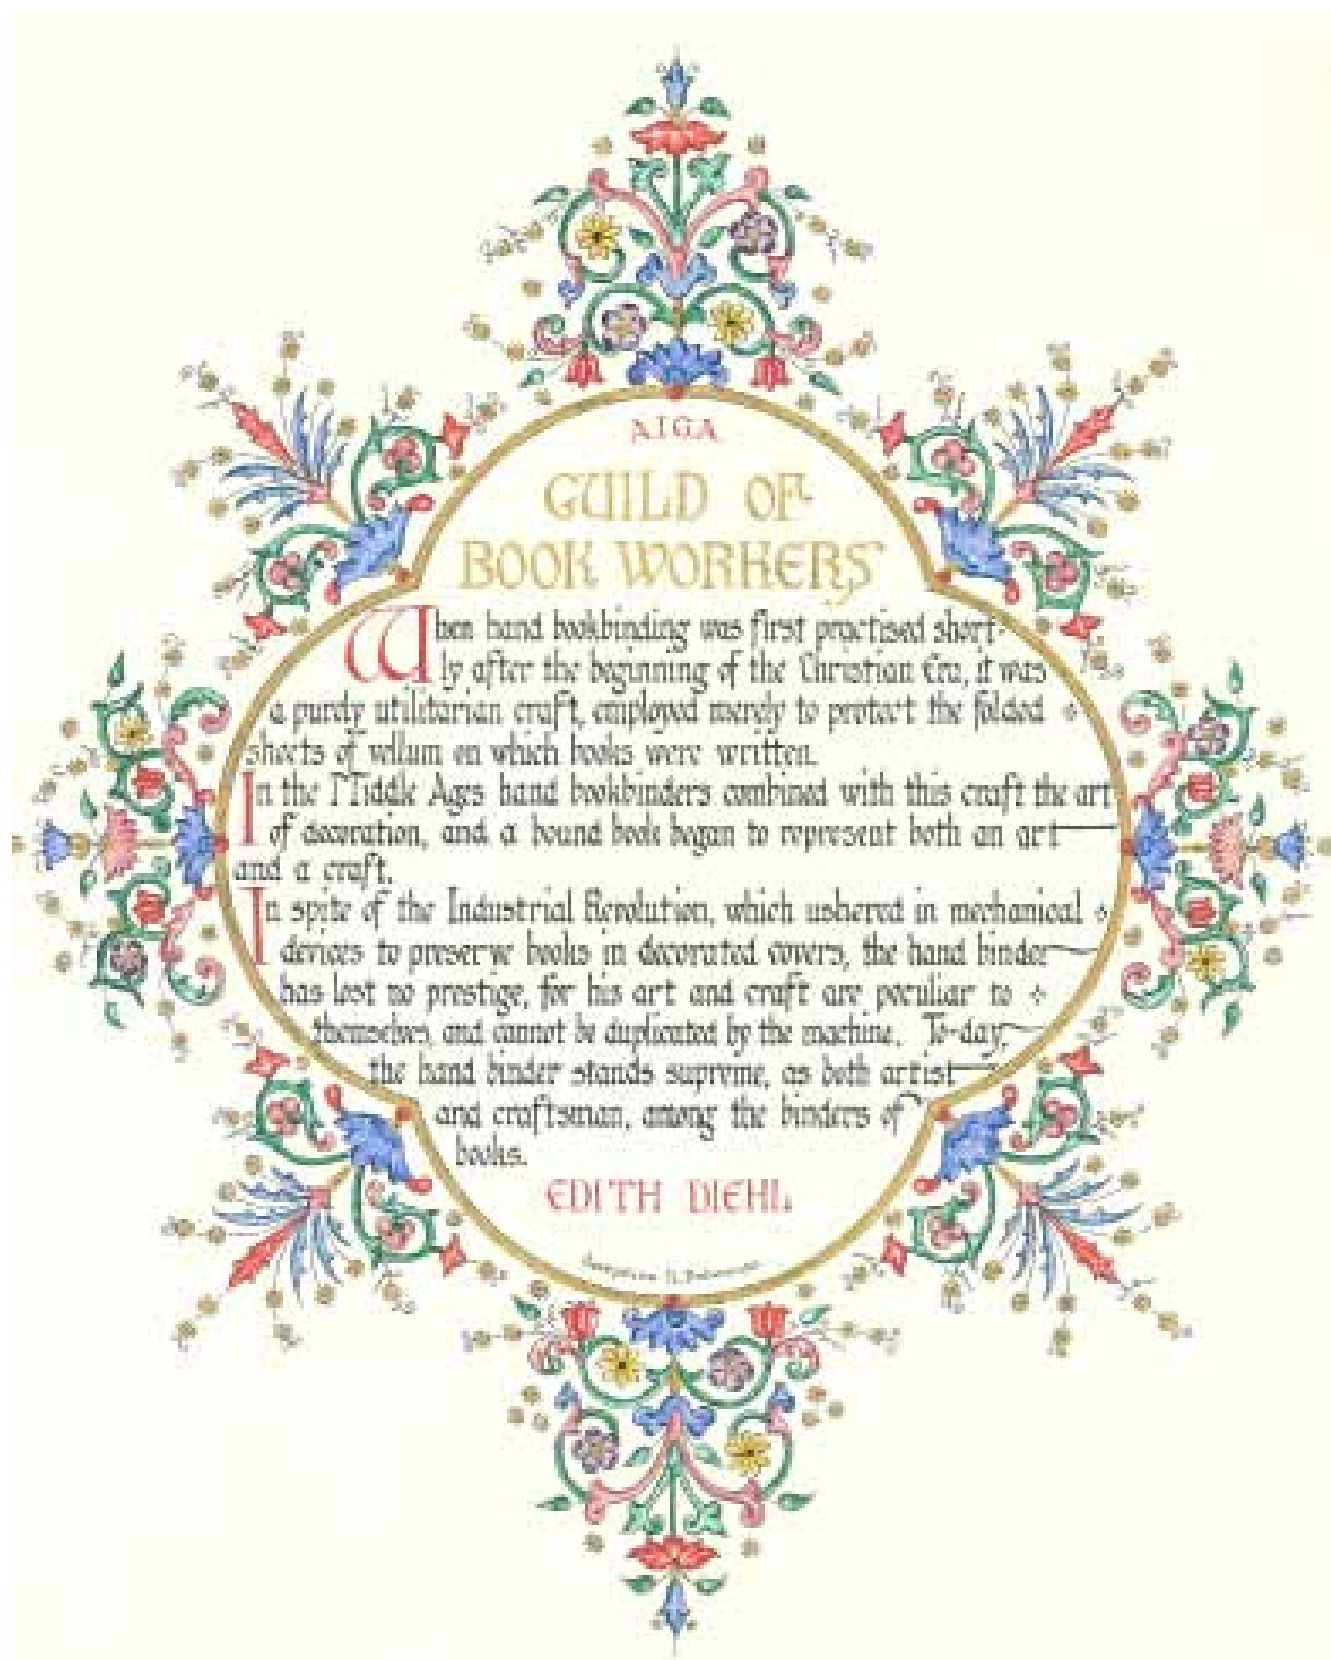 AIGA
GUILD OF
BOOK WORKERS
When hand bookbinding was first practised short-
ly after the beginning of the Christian Era, it was
a purely utilitarian craft, employed merely to protect the folded
sheets of vellum on which books were written.
In the Middle Ages hand bookbinders combined with this craft the art
of decoration, and a bound book began to represent both an art
and a craft.
In spite of the Industrial Revolution, which ushered in mechanical
devices to preserve books in decorated covers, the hand binder
has lost no prestige, for his art and craft are peculiar to
themselves, and cannot be duplicated by the machine. To-day,
the hand binder stands supreme, as both artist
and craftsman, among the binders of
books.
EDITH DIEHL